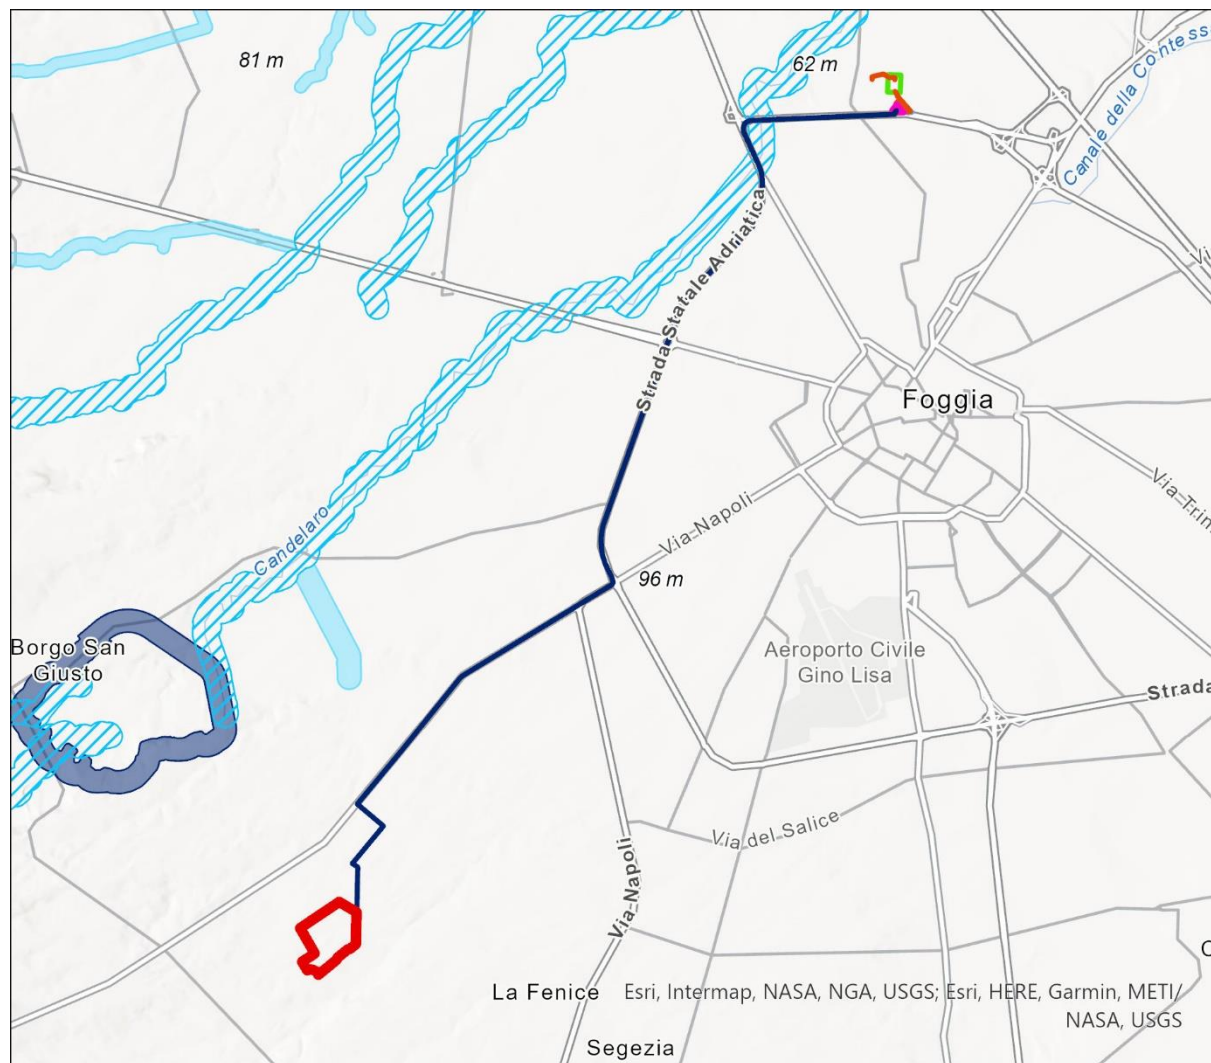 81 m
62 m
Canale della Contess
Strada Statale Adriatica
Foggia
Via Napoli
Via Trin
Candelaro
96 m
Borgo San
Giusto
Aeroporto Civile
Gino Lisa
Strada
Via del Salice
Via Napoli
La Fenice
Esri, Intermap, NASA, NGA, USGS; Esri, HERE, Garmin, METI/
NASA, USGS
Segezia